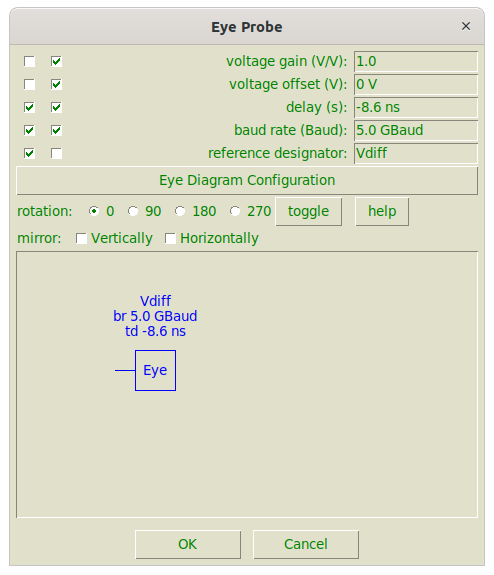 Eye Probe ×
voltage gain (V/V): 1.0
voltage offset (V): 0 V
delay (s): -8.6 ns
baud rate (Baud): 5.0 GBaud
reference designator: Vdiff
Eye Diagram Configuration
rotation: 0 90 180 270 toggle help
mirror: Vertically Horizontally
Vdiff
br 5.0 GBaud
td -8.6 ns
Eye
OK Cancel